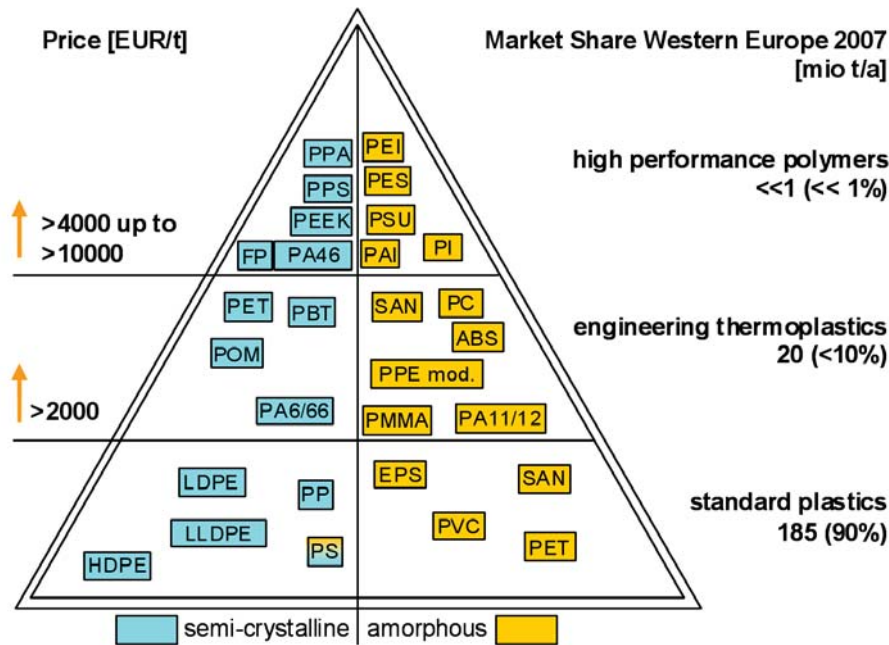 Price [EUR/t]
Market Share Western Europe 2007
[mio t/a]
PPA
PEI
high performance polymers
<<1 (<< 1%)
PPS
PES
PEEK
PSU
>4000 up to
>10000
FP
PA46
PAI
PI
PET
PBT
SAN
PC
ABS
engineering thermoplastics
20 (<10%)
POM
PPE mod.
>2000
PA6/66
PMMA
PA11/12
LDPE
PP
EPS
SAN
standard plastics
185 (90%)
LLDPE
PS
PVC
PET
HDPE
semi-crystalline
amorphous